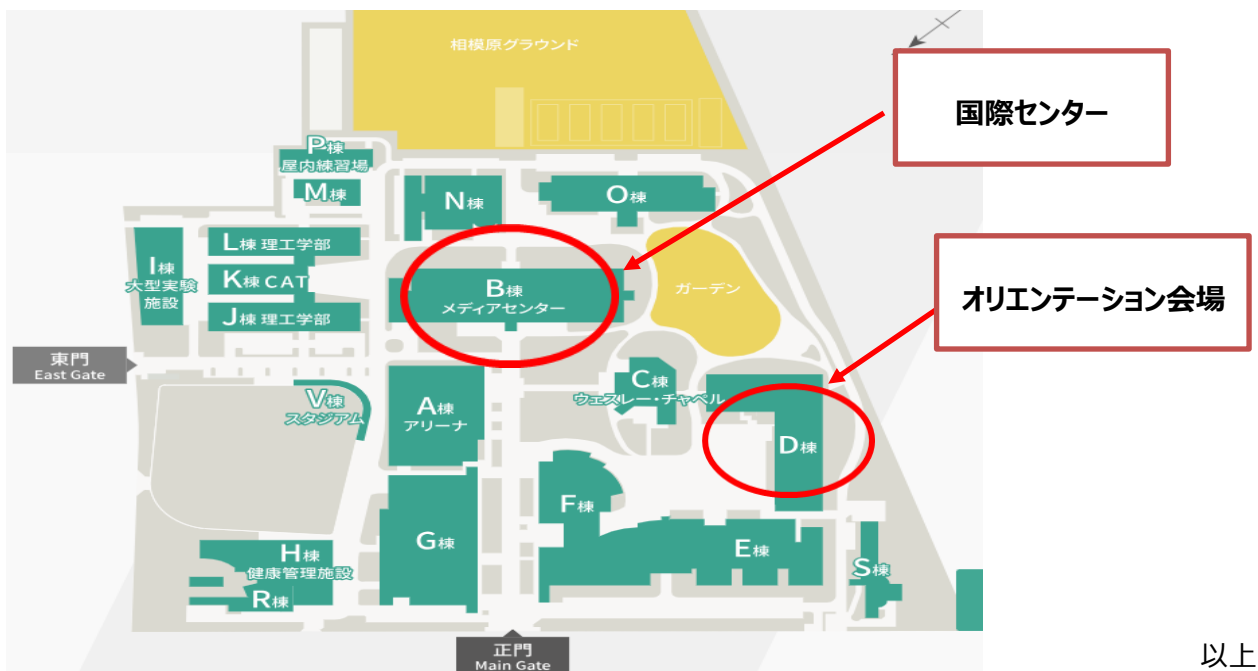 相模原グラウンド
国際センター
P棟
屋内練習場
M棟
N棟
O棟
L棟 理工学部
I棟
大型実験
施設
K棟 CAT
J棟 理工学部
B棟
メディアセンター
ガーデン
オリエンテーション会場
東門
East Gate
V棟
スタジアム
A棟
アリーナ
C棟
ウェスレー・チャペル
D棟
F棟
G棟
E棟
H棟
健康管理施設
R棟
S棟
正門
Main Gate
以上